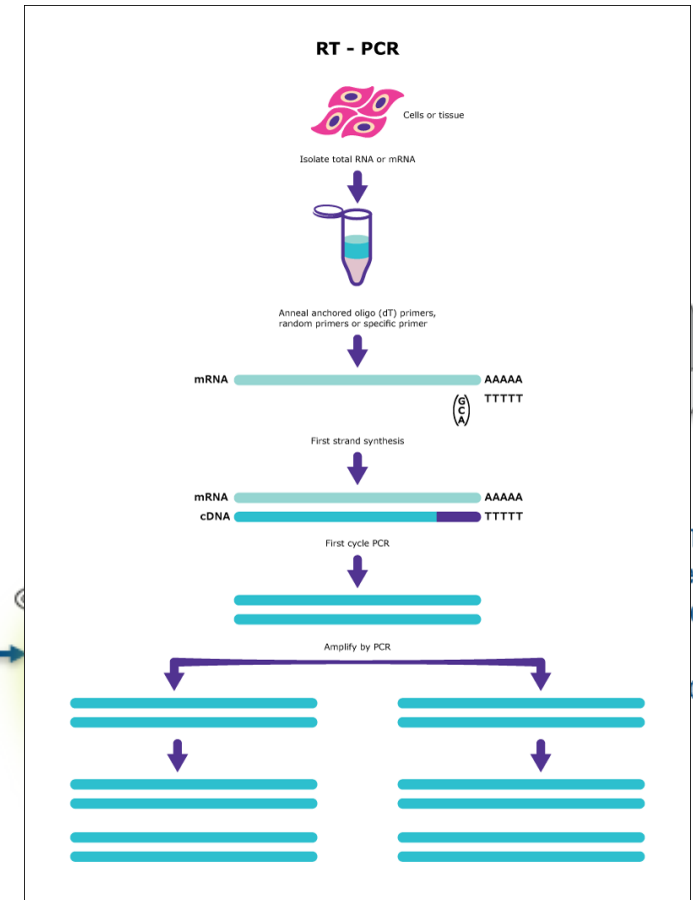 RT - PCR
Cells or tissue
Isolate total RNA or mRNA
Anneal anchored oligo (dT) primers,
random primers or specific primer
mRNA AAAAA
TTTTT
(G
C
A)
First strand synthesis
mRNA AAAAA
cDNA TTTTT
First cycle PCR
Amplify by PCR